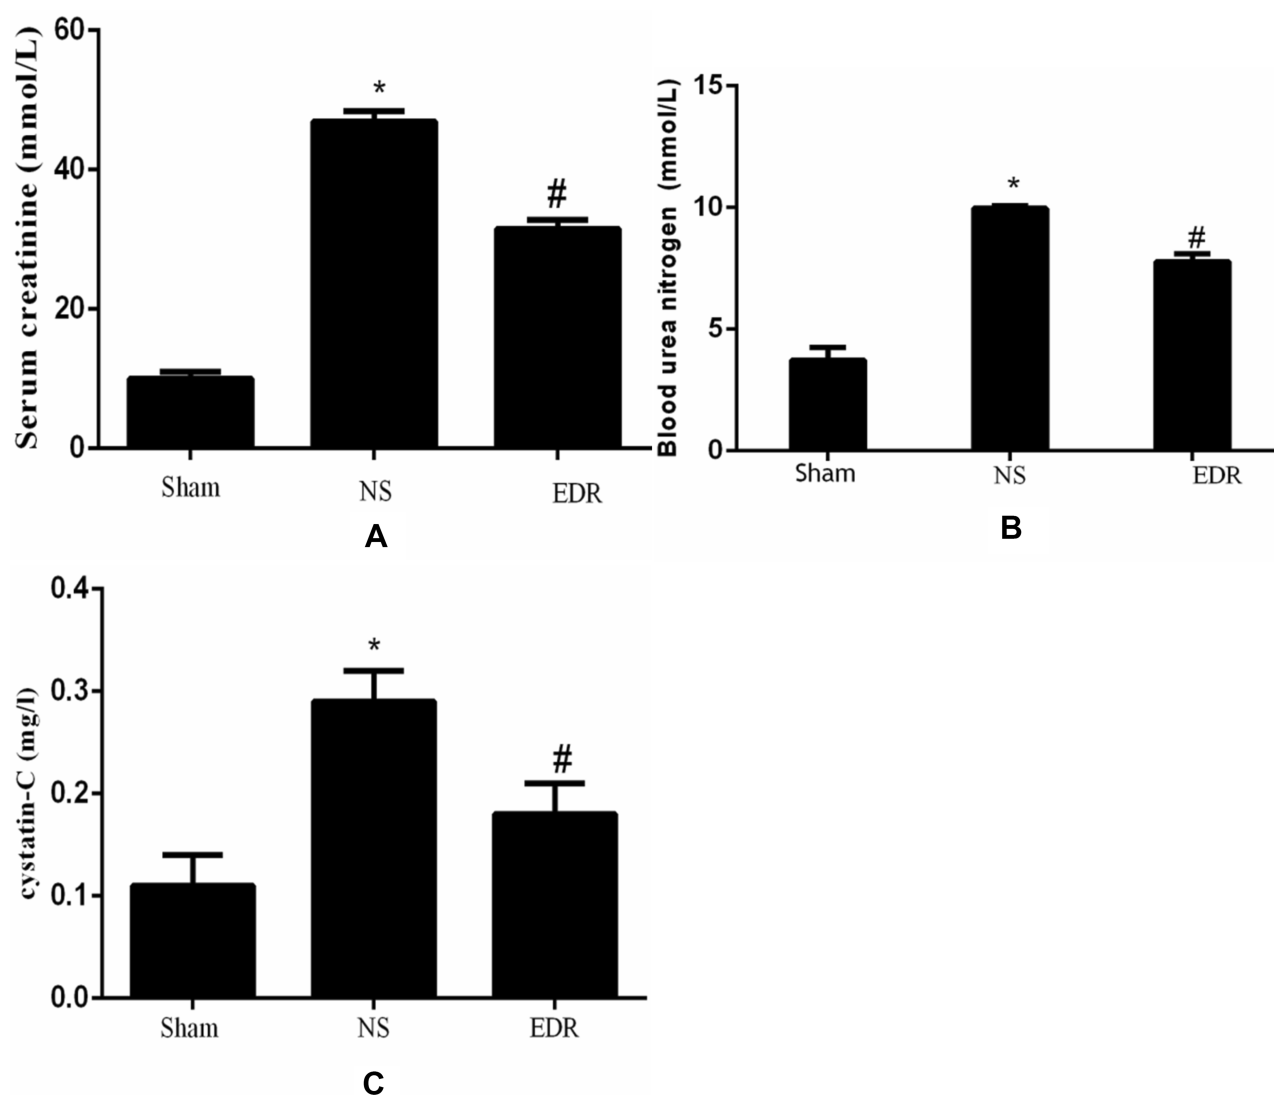 Serum creatinine (mmol/L)
60
40
20
0
*
#
Sham
NS
EDR
A
Blood urea nitrogen (mmol/L)
15
10
5
0
*
#
Sham
NS
EDR
B
cystatin-C (mg/l)
0.4
0.3
0.2
0.1
0.0
*
#
Sham
NS
EDR
C